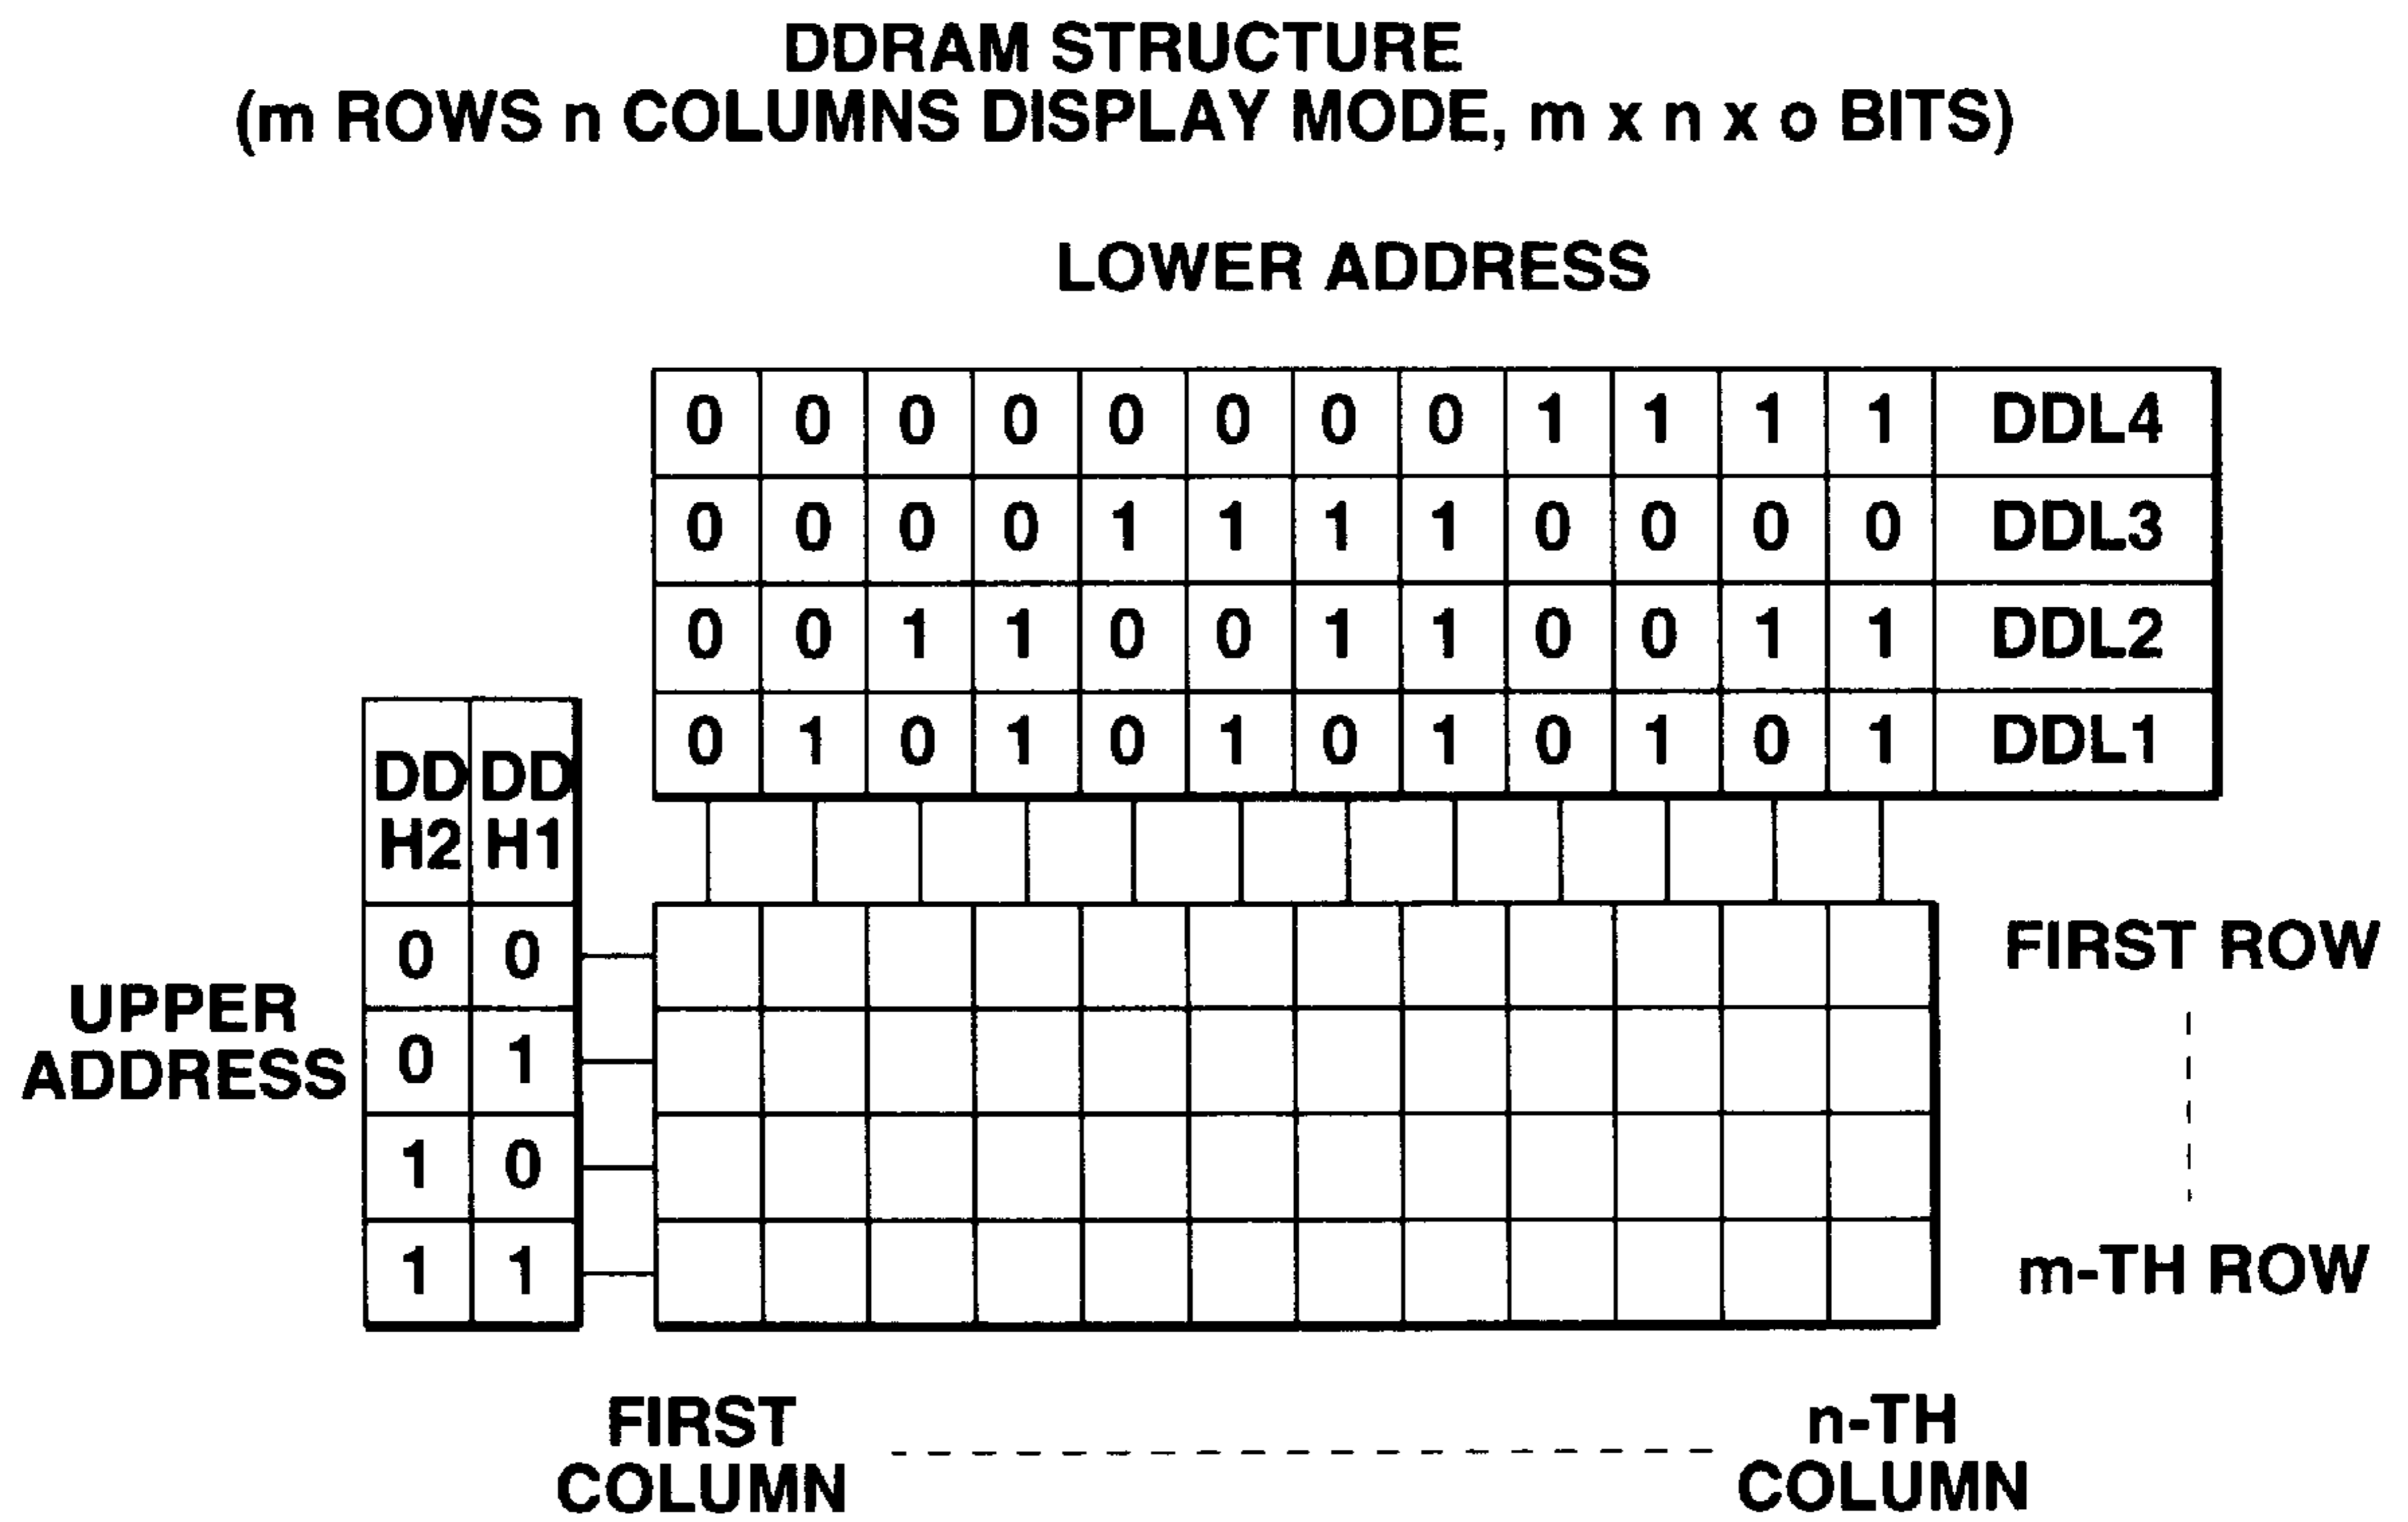 DDRAM STRUCTURE
(m ROWS n COLUMNS DISPLAY MODE, m x n x o BITS)
LOWER ADDRESS
0 0 0 0 0 0 0 0 1 1 1 1 DDL4
0 0 0 0 1 1 1 1 0 0 0 0 DDL3
0 0 1 1 0 0 1 1 0 0 1 1 DDL2
0 1 0 1 0 1 0 1 0 1 0 1 DDL1
DD DD
H2 H1
0 0
0 1
1 0
1 1
UPPER
ADDRESS
FIRST ROW
m-TH ROW
FIRST
COLUMN
n-TH
COLUMN